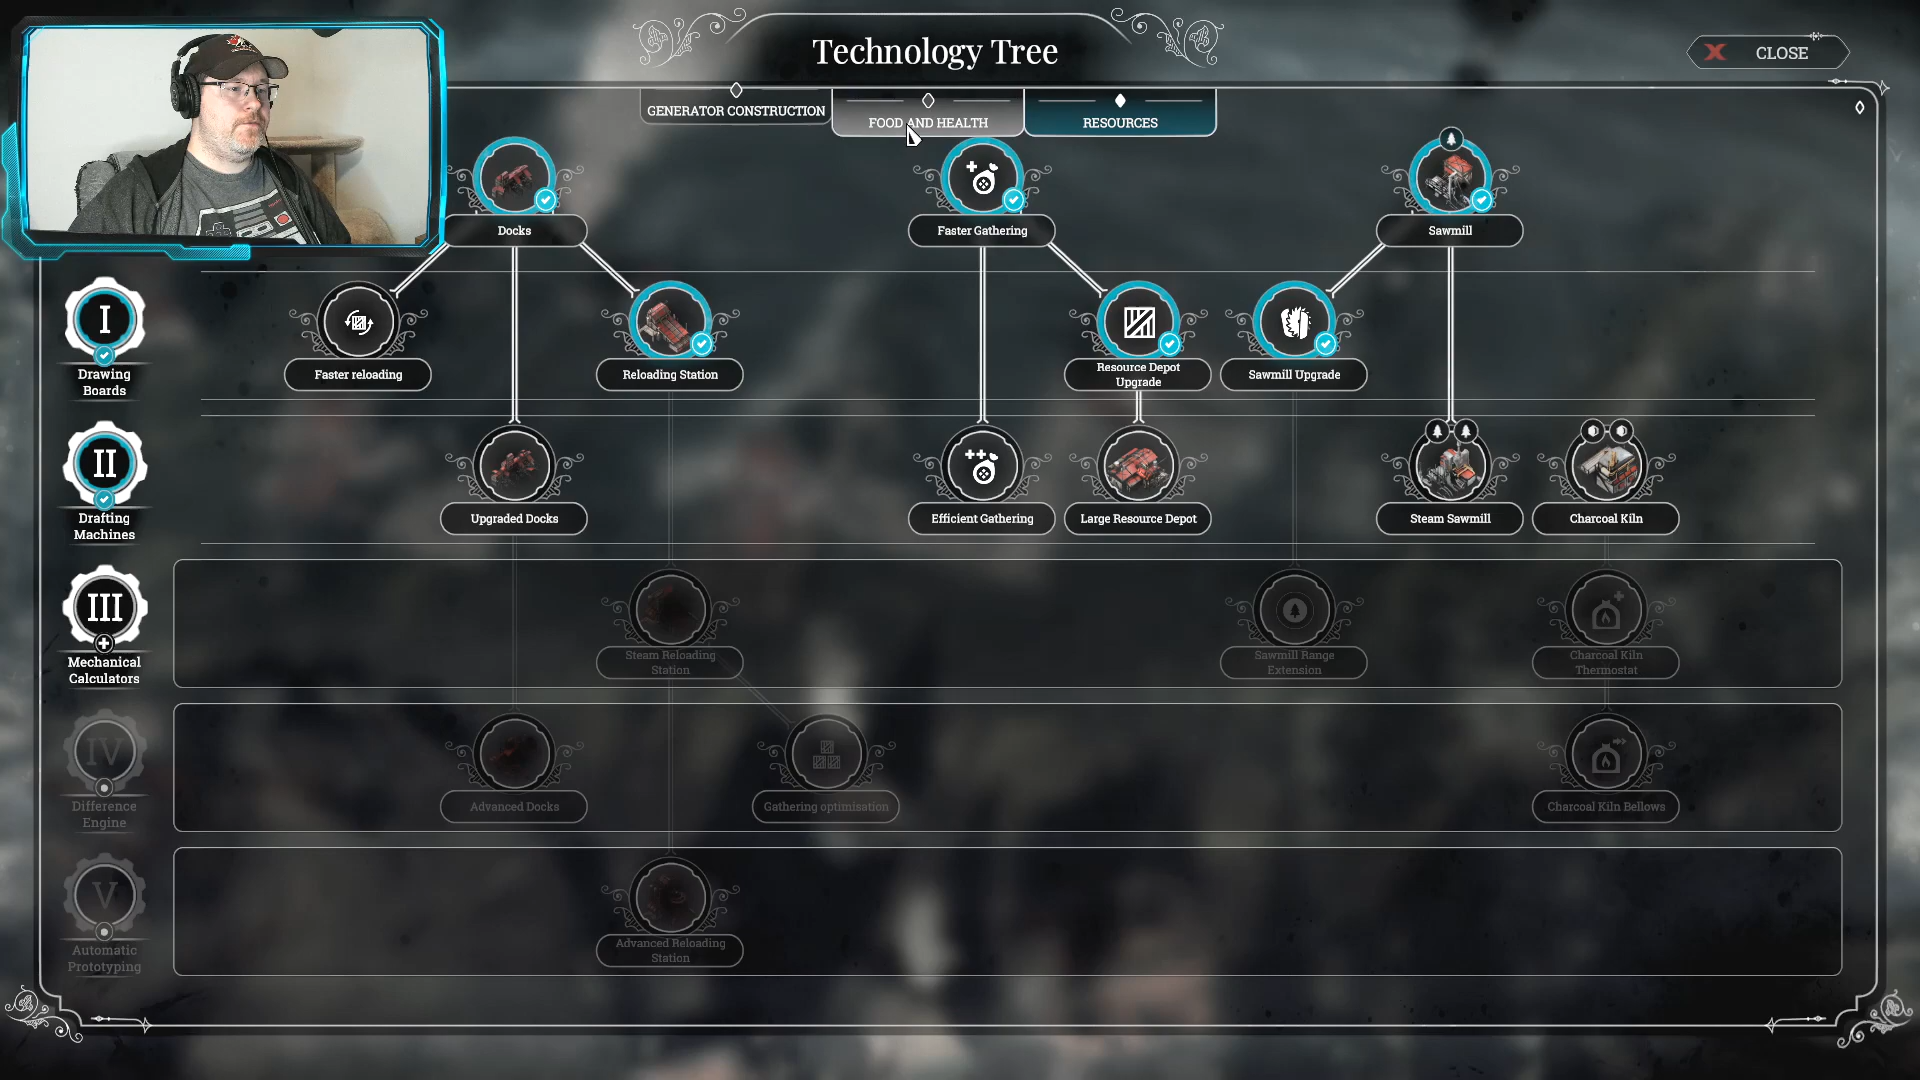 Technology Tree
X CLOSE
GENERATOR CONSTRUCTION
FOOD AND HEALTH
RESOURCES
Docks
Faster Gathering
Sawmill
I
Drawing
Boards
Faster reloading
Reloading Station
Resource Depot
Upgrade
Sawmill Upgrade
II
Drafting
Machines
Upgraded Docks
Efficient Gathering
Large Resource Depot
Steam Sawmill
Charcoal Kiln
III
Mechanical
Calculators
Steam Reloading
Station
Sawmill Range
Extension
Charcoal Kiln
Thermostat
IV
Difference
Engine
Advanced Docks
Gathering optimisation
Charcoal Kiln Bellows
V
Automatic
Prototyping
Advanced Reloading
Station